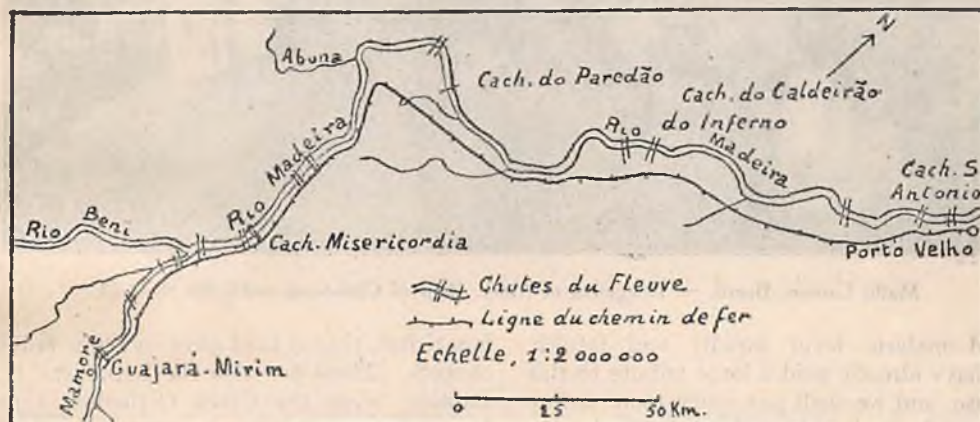 N
Abuna
Cach. do Paredão
Cach. do Caldeirão
do Inferno
Rio Madeira
Cach. S
Antonio
Rio Madeira
Rio Beni
Cach. Misericordia
Porto Velho
Chutes du Fleuve
Ligne du chemin de fer
Echelle, 1:2 000 000
Guajará-Mirim
Mamoré
0 25 50 Km.